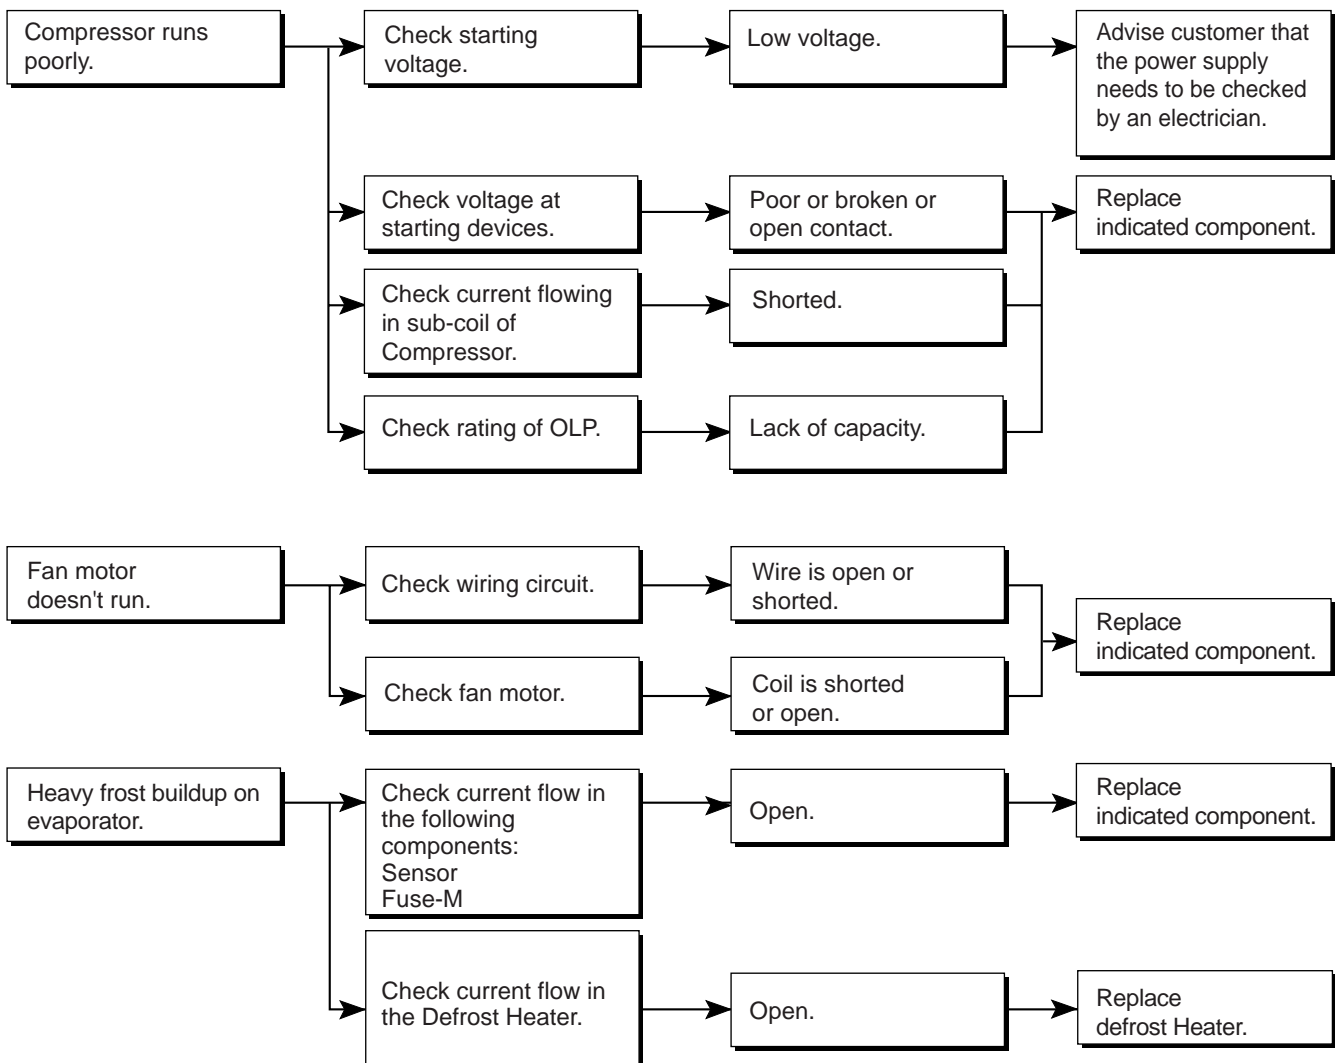 Compressor runs
poorly.
Check starting
voltage.
Low voltage.
Advise customer that
the power supply
needs to be checked
by an electrician.
Check voltage at
starting devices.
Poor or broken or
open contact.
Replace
indicated component.
Check current flowing
in sub-coil of
Compressor.
Shorted.
Check rating of OLP.
Lack of capacity.
Fan motor
doesn't run.
Check wiring circuit.
Wire is open or
shorted.
Replace
indicated component.
Check fan motor.
Coil is shorted
or open.
Heavy frost buildup on
evaporator.
Check current flow in
the following
components:
Sensor
Fuse-M
Open.
Replace
indicated component.
Check current flow in
the Defrost Heater.
Open.
Replace
defrost Heater.